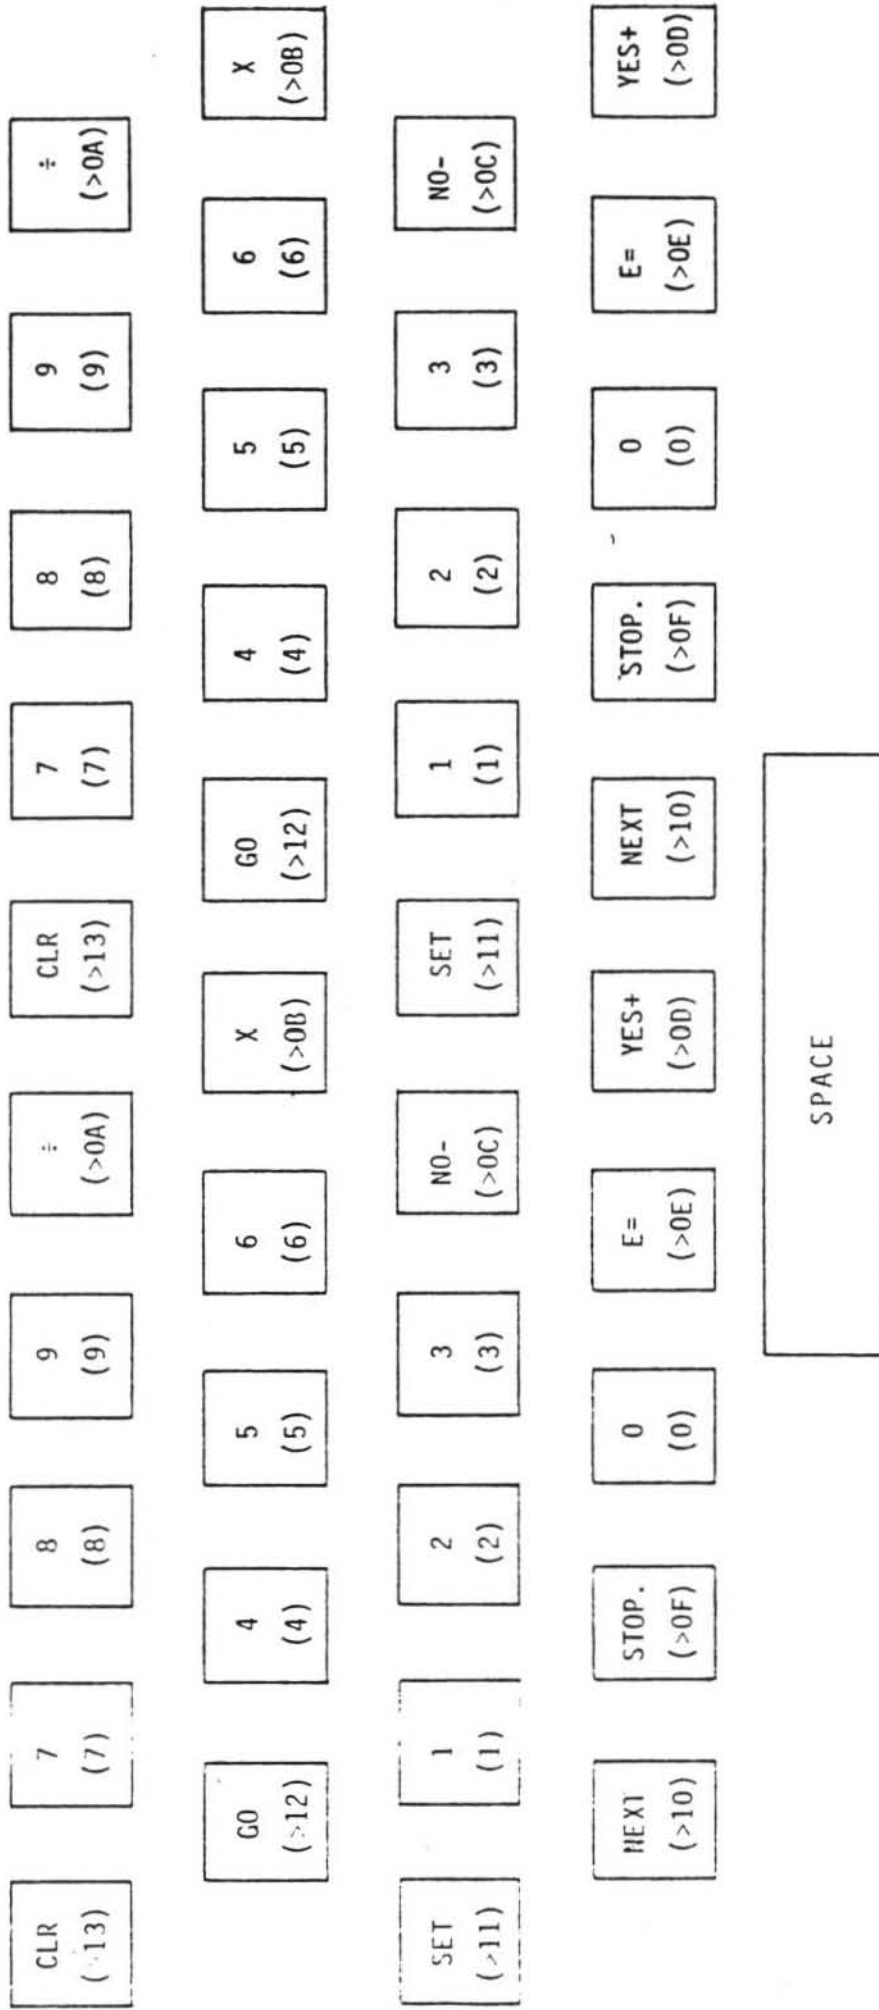 CLR
(>13)
7
(7)
8
(8)
9
(9)
÷
(>0A)
CLR
(>13)
7
(7)
8
(8)
9
(9)
÷
(>0A)
GO
(>12)
4
(4)
5
(5)
6
(6)
X
(>0B)
GO
(>12)
4
(4)
5
(5)
6
(6)
X
(>0B)
SET
(>11)
1
(1)
2
(2)
3
(3)
NO-
(>0C)
SET
(>11)
1
(1)
2
(2)
3
(3)
NO-
(>0C)
NEXT
(>10)
STOP.
(>0F)
0
(0)
E=
(>0E)
YES+
(>0D)
NEXT
(>10)
STOP.
(>0F)
0
(0)
E=
(>0E)
YES+
(>0D)
SPACE